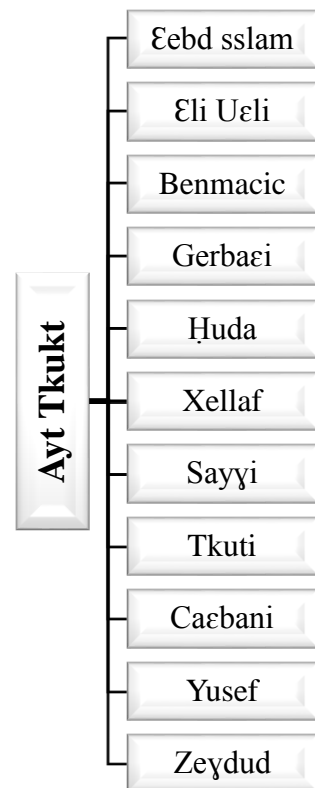 Ayt Tkukt
Ɛebd sslam
Ɛli Uɛli
Benmacic
Gerbaɛi
Ḥuda
Xellaf
Sayɣi
Tkuti
Caɛbani
Yusef
Zeɣdud